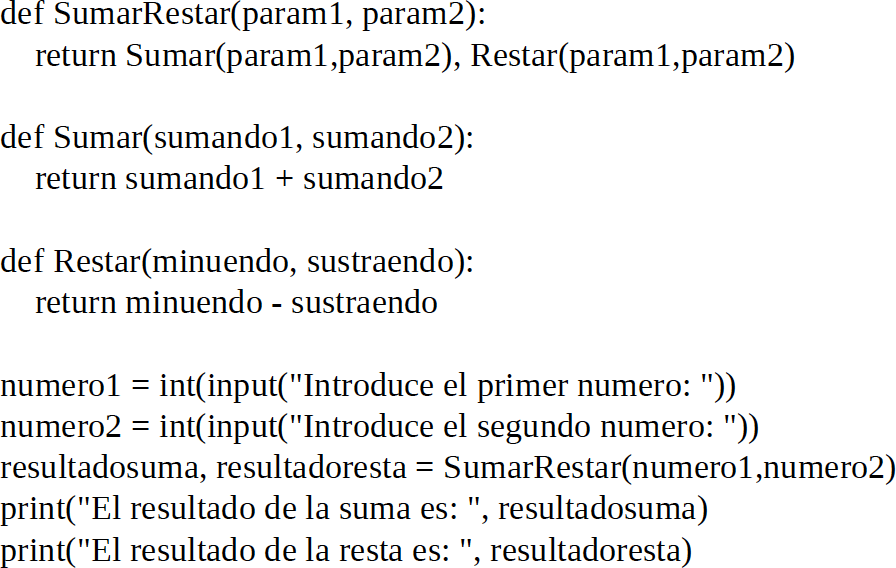 def SumarRestar(param1, param2):
    return Sumar(param1,param2), Restar(param1,param2)

def Sumar(sumando1, sumando2):
    return sumando1 + sumando2

def Restar(minuendo, sustraendo):
    return minuendo - sustraendo

numero1 = int(input("Introduce el primer numero: "))
numero2 = int(input("Introduce el segundo numero: "))
resultadosuma, resultadoresta = SumarRestar(numero1,numero2)
print("El resultado de la suma es: ", resultadosuma)
print("El resultado de la resta es: ", resultadoresta)